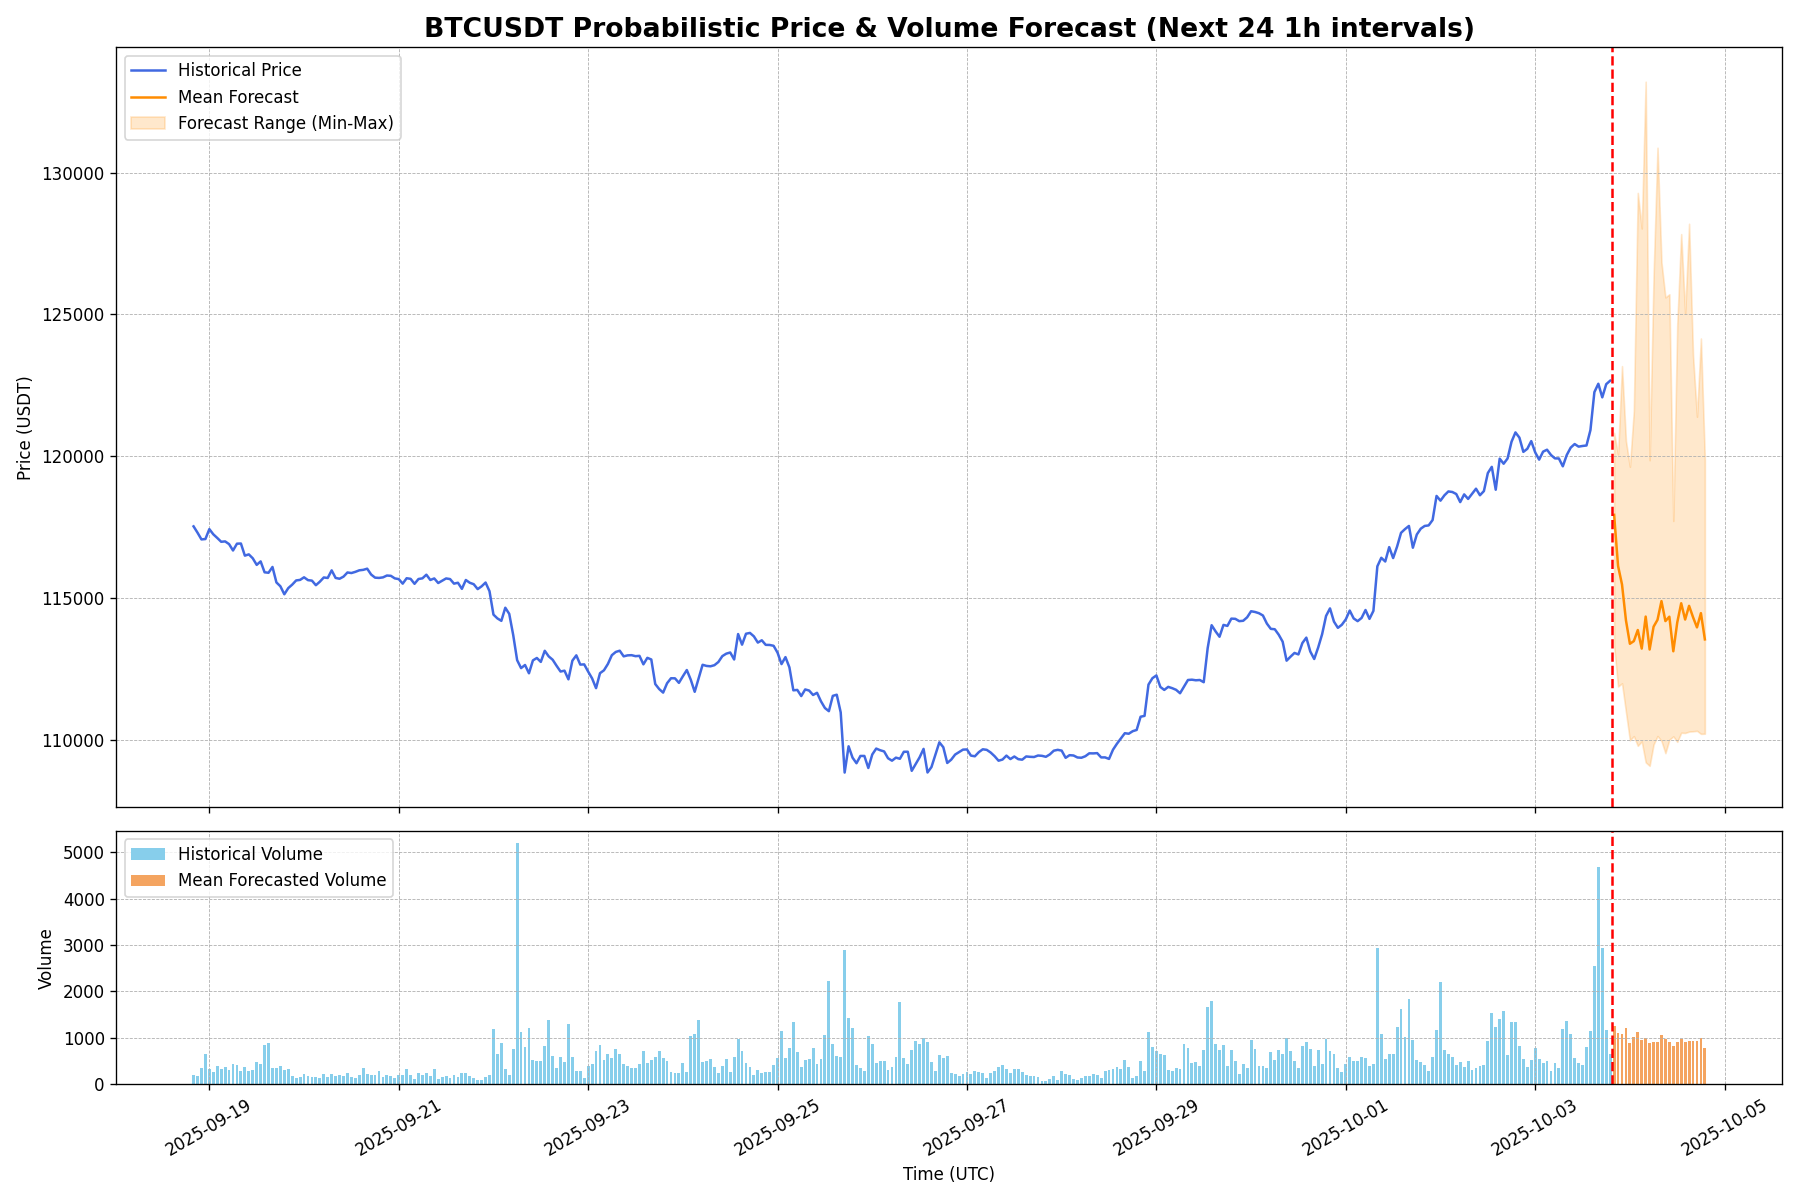 BTCUSDT Probabilistic Price & Volume Forecast (Next 24 1h intervals)
Historical Price
Mean Forecast
Forecast Range (Min-Max)
130000
125000
120000
115000
110000
Price (USDT)
Historical Volume
Mean Forecasted Volume
5000
4000
3000
2000
1000
0
Volume
2025-09-19
2025-09-21
2025-09-23
2025-09-25
2025-09-27
2025-09-29
2025-10-01
2025-10-03
2025-10-05
Time (UTC)